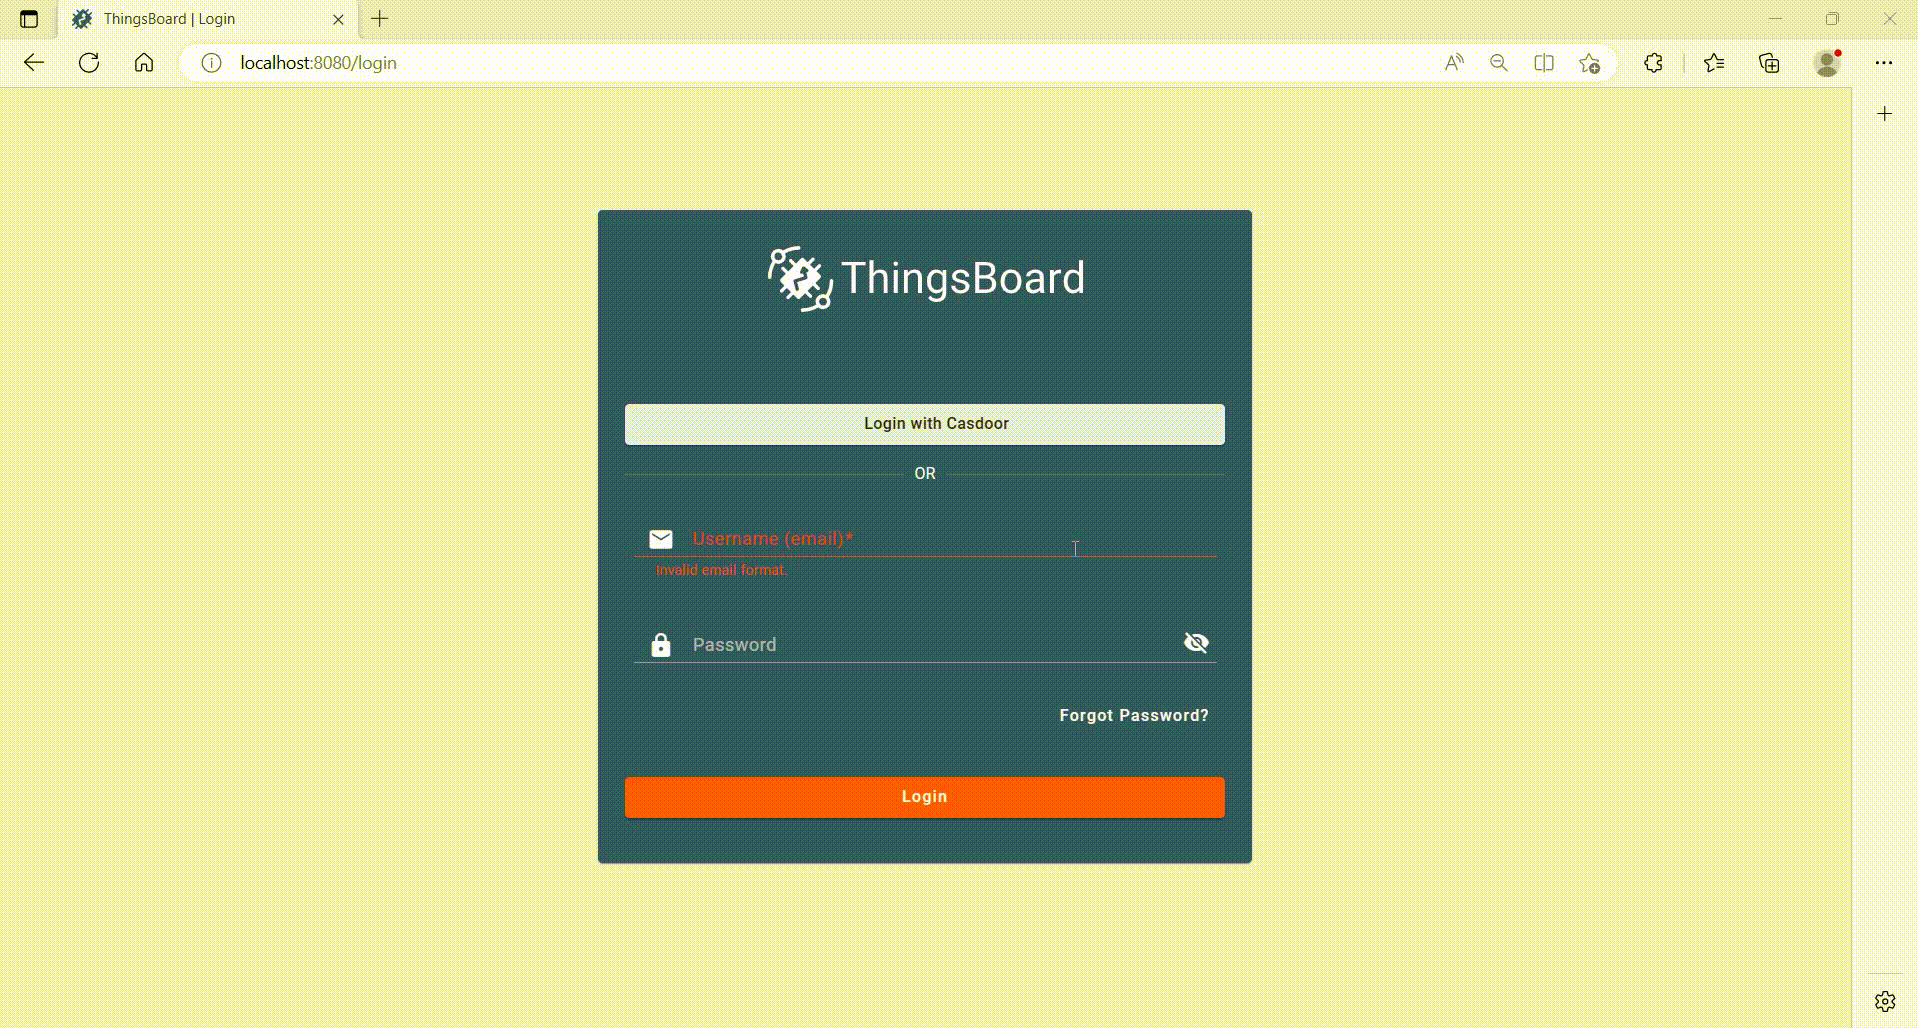 ThingsBoard | Login
localhost:8080/login
ThingsBoard
Login with Casdoor
OR
Username (email)*
Invalid email format.
Password
Forgot Password?
Login